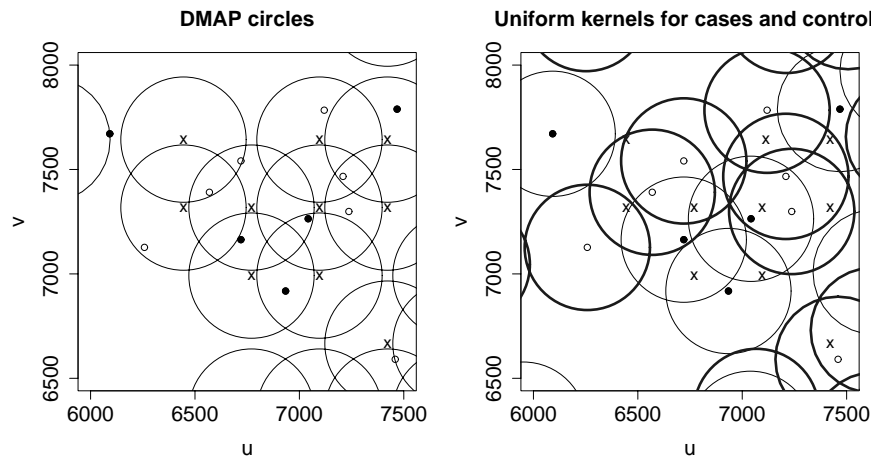 DMAP circles
Uniform kernels for cases and control
8000
7500
7000
6500
v
x x x
x x x x
x x
x
6000 6500 7000 7500
u
8000
7500
7000
6500
v
x x x
x x x x
x x
x
6000 6500 7000 7500
u